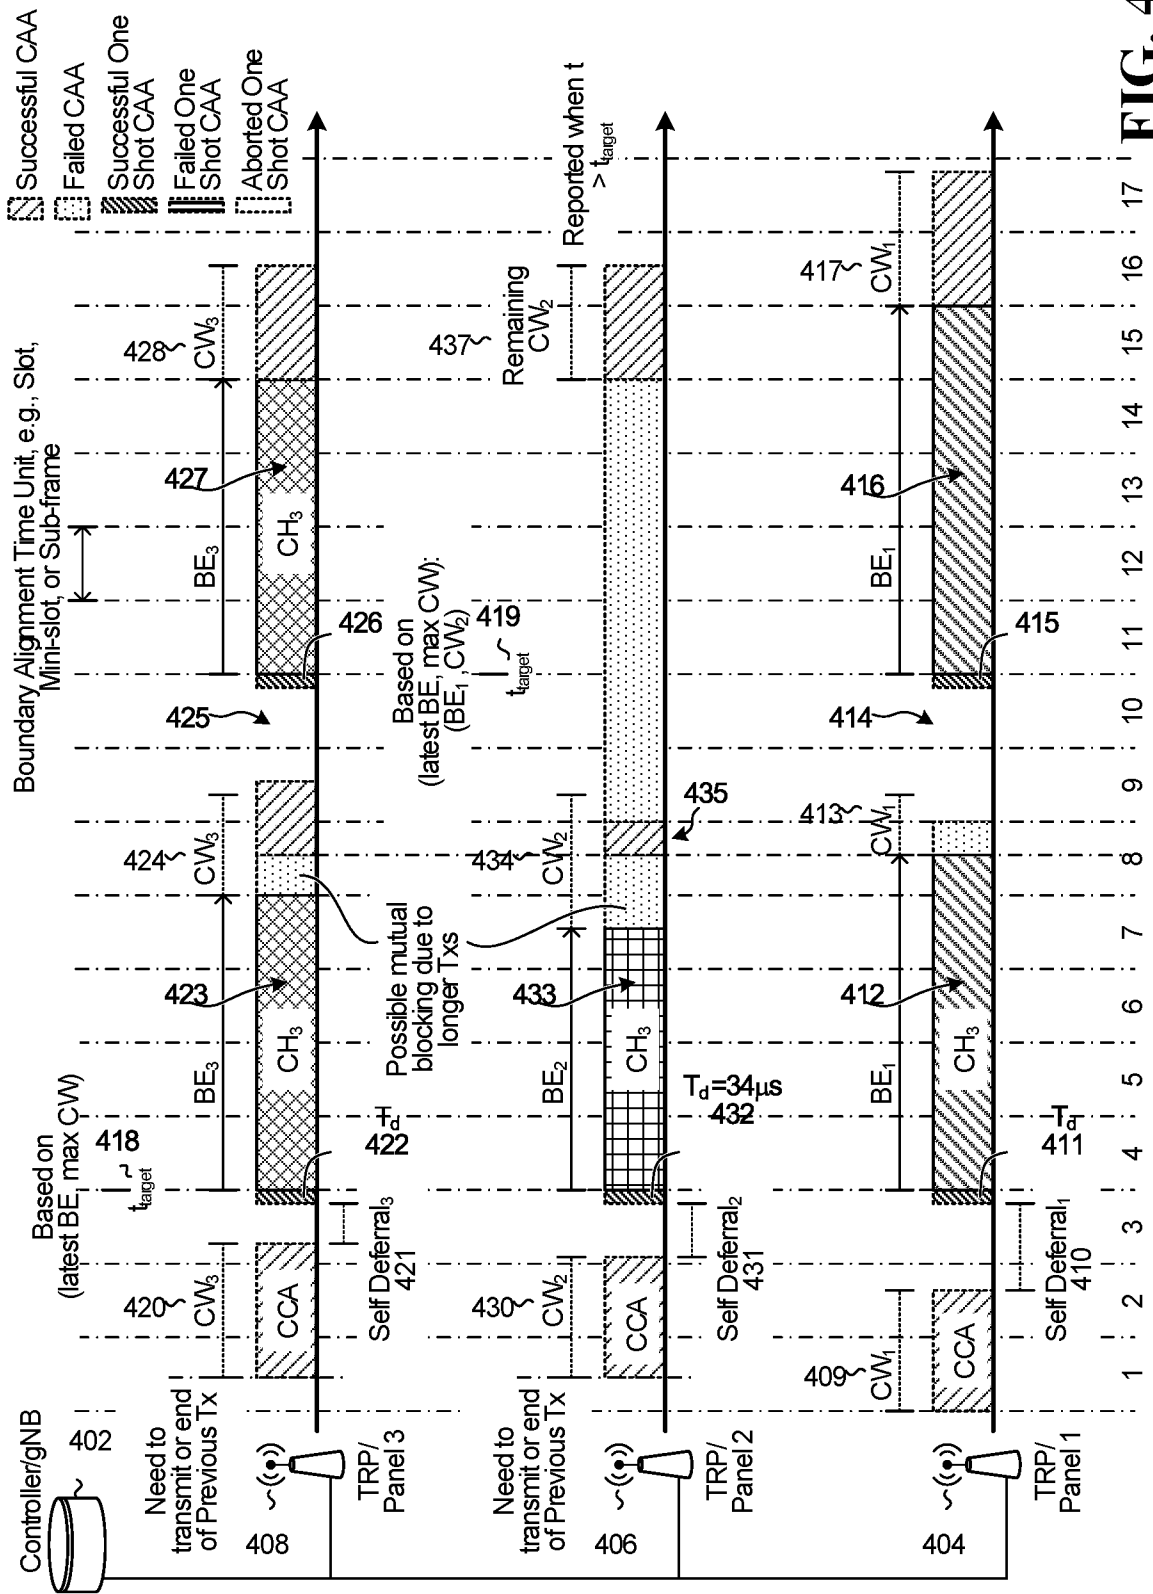 Controller/gNB
402
Based on
(latest BE, max CW)
418
t_target
Boundary Alignment Time Unit, e.g., Slot,
Mini-slot, or Sub-frame
Successful CAA
Failed CAA
Successful One
Shot CAA
Failed One
Shot CAA
Aborted One
Shot CAA
Need to
transmit or end
of Previous Tx
408
TRP/
Panel 3
420
CW3
CCA
Self Deferral3
421
Td
422
BE3
423
CH3
424
CW3
425
426
BE3
427
CH3
428
CW3
Possible mutual
blocking due to
longer Txs
Based on
(latest BE, max CW):
(BE1, CW2)
419
t_target
Need to
transmit or end
of Previous Tx
406
TRP/
Panel 2
430
CW2
CCA
Self Deferral2
431
Td=34μs
432
BE2
433
CH3
434
CW2
435
437
Remaining
CW2
Reported when t
> t_target
404
TRP/
Panel 1
409
CW1
CCA
Self Deferral1
410
Td
411
BE1
412
CH3
413
CW1
414
415
BE1
416
417
CW1
1 2 3 4 5 6 7 8 9 10 11 12 13 14 15 16 17
FIG. 4